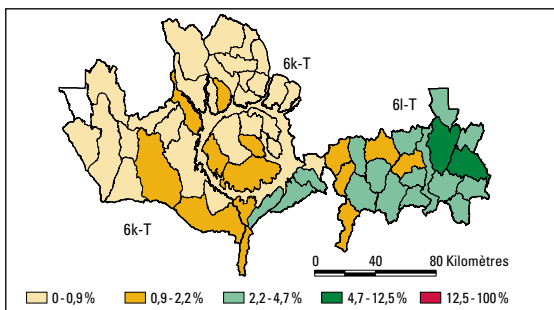 6k-T
6l-T
6k-T
0 40 80 Kilomètres
0 - 0,9 % 0,9 - 2,2 % 2,2 - 4,7 % 4,7 - 12,5 % 12,5 - 100 %